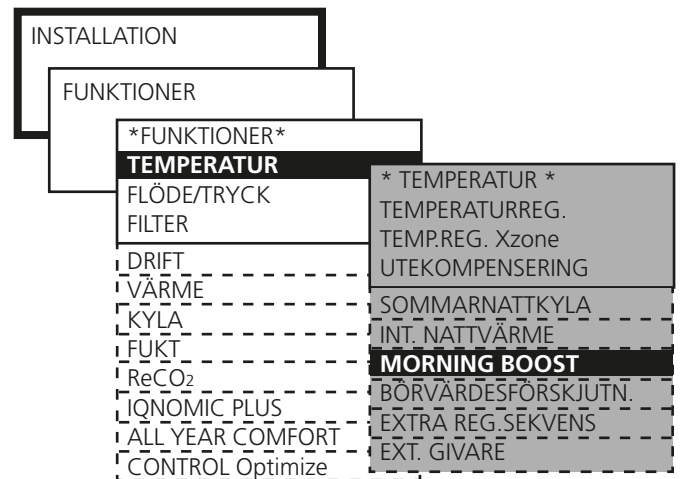 INSTALLATION
FUNKTIONER
*FUNKTIONER*
TEMPERATUR
FLÖDE/TRYCK
FILTER
DRIFT
VÄRME
KYLA
FUKT
ReCO2
IQNOMIC PLUS
ALL YEAR COMFORT
CONTROL Optimize
* TEMPERATUR *
TEMPERATURREG.
TEMP.REG. Xzone
UTEKOMPENSERING
SOMMARNATTKYLA
INT. NATTVÄRME
MORNING BOOST
BÖRVÄRDESFÖRSKJUTN.
EXTRA REG.SEKVENS
EXT. GIVARE